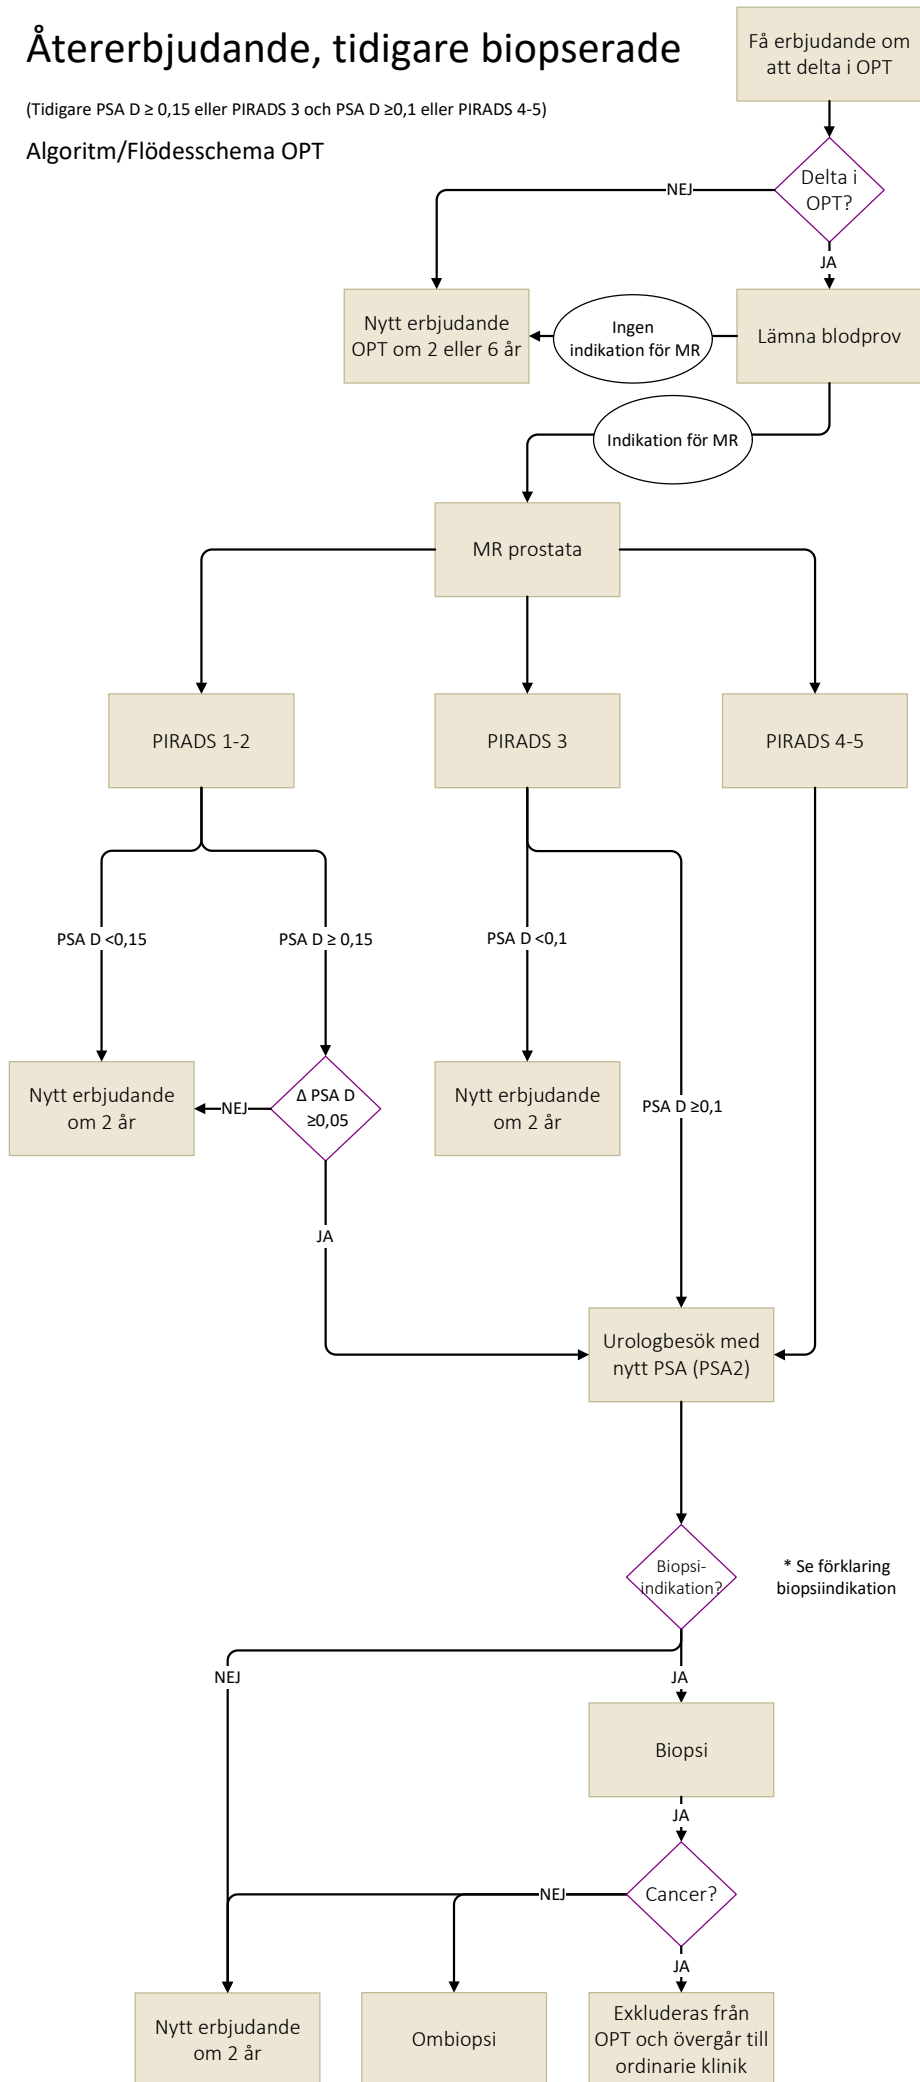 Återerbjudande, tidigare biopserade
(Tidigare PSA D ≥ 0,15 eller PIRADS 3 och PSA D ≥0,1 eller PIRADS 4-5)
Algoritm/Flödesschema OPT
Få erbjudande om
att delta i OPT
Delta i
OPT?
NEJ
JA
Nytt erbjudande
OPT om 2 eller 6 år
Ingen
indikation för MR
Lämna blodprov
Indikation för MR
MR prostata
PIRADS 1-2
PIRADS 3
PIRADS 4-5
PSA D <0,15
PSA D ≥ 0,15
PSA D <0,1
Nytt erbjudande
om 2 år
NEJ
Δ PSA D
≥0,05
Nytt erbjudande
om 2 år
PSA D ≥0,1
JA
Urologbesök med
nytt PSA (PSA2)
Biopsi-
indikation?
* Se förklaring
biopsiindikation
NEJ
JA
Biopsi
JA
Cancer?
NEJ
JA
Nytt erbjudande
om 2 år
Ombiopsi
Exkluderas från
OPT och övergår till
ordinarie klinik